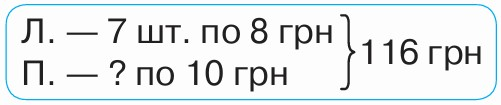 Л. — 7 шт. по 8 грн
П. — ? по 10 грн
116 грн